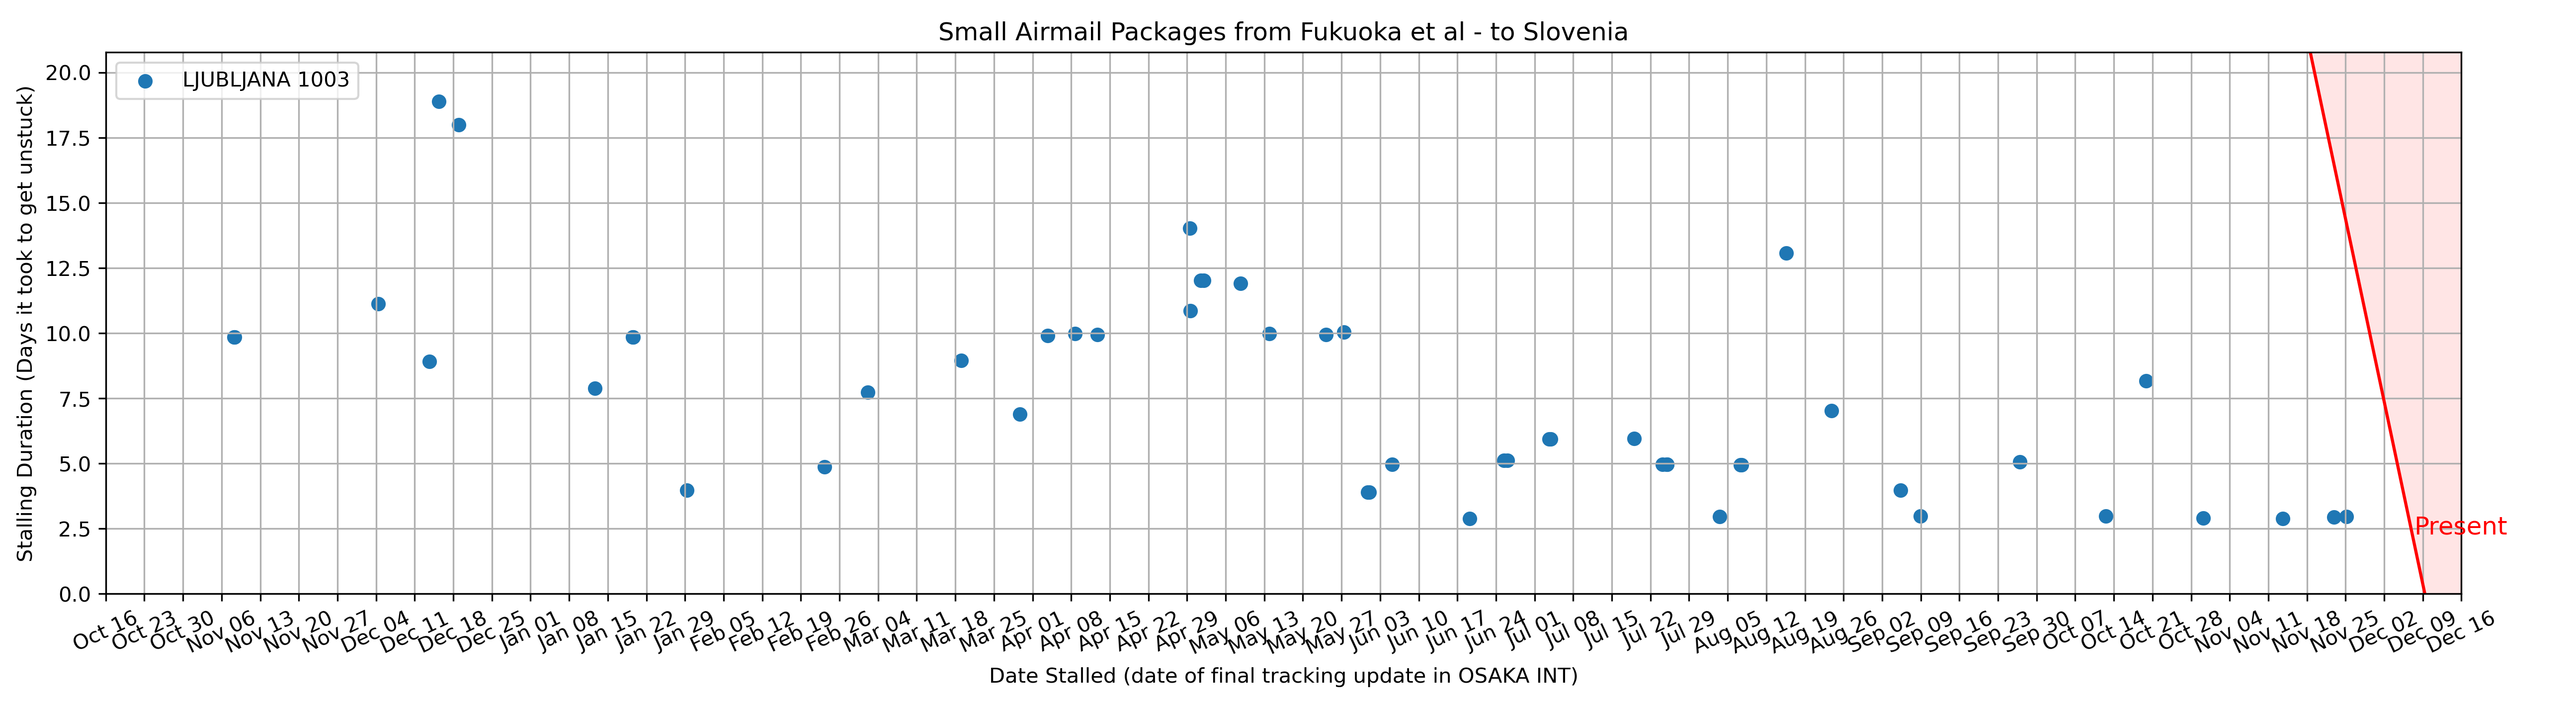 Small Airmail Packages from Fukuoka et al - to Slovenia
LJUBLJANA 1003
Stalling Duration (Days it took to get unstuck)
20.0
17.5
15.0
12.5
10.0
7.5
5.0
2.5
0.0
Present
Oct 16 Oct 23 Oct 30 Nov 06 Nov 13 Nov 20 Nov 27 Dec 04 Dec 11 Dec 18 Dec 25 Jan 01 Jan 08 Jan 15 Jan 22 Jan 29 Feb 05 Feb 12 Feb 19 Feb 26 Mar 04 Mar 11 Mar 18 Mar 25 Apr 01 Apr 08 Apr 15 Apr 22 Apr 29 May 06 May 13 May 20 May 27 Jun 03 Jun 10 Jun 17 Jun 24 Jul 01 Jul 08 Jul 15 Jul 22 Jul 29 Aug 05 Aug 12 Aug 19 Aug 26 Sep 02 Sep 09 Sep 16 Sep 23 Sep 30 Oct 07 Oct 14 Oct 21 Oct 28 Nov 04 Nov 11 Nov 18 Nov 25 Dec 02 Dec 09 Dec 16
Date Stalled (date of final tracking update in OSAKA INT)